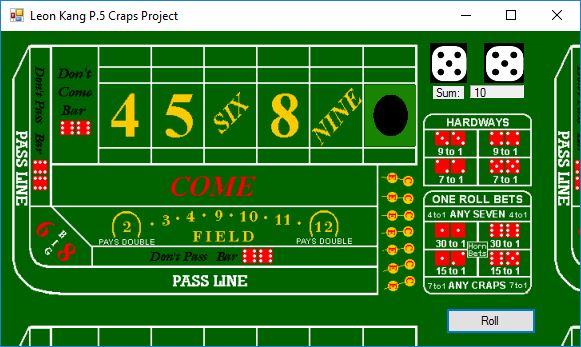 Leon Kang P.5 Craps Project
PASS LINE
Don't Pass Bar
Don't
Come
Bar
4 5 SIX 8 NINE
Sum: 10
HARDWAYS
9 to 1 9 to 1
7 to 1 7 to 1
COME
ONE ROLL BETS
4 to 1 ANY SEVEN 4 to 1
30 to 1 30 to 1
Horn
Bets
15 to 1 15 to 1
7 to 1 ANY CRAPS 7 to 1
6 8
BIG
2 · 3 · 4 · 9 · 10 · 11 · 12
PAYS DOUBLE FIELD PAYS DOUBLE
Don't Pass Bar
PASS LINE
Roll
PASS LINE